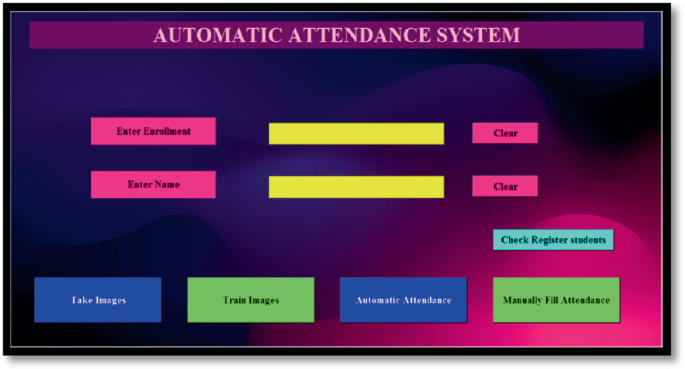 AUTOMATIC ATTENDANCE SYSTEM
Enter Enrollment
Clear
Enter Name
Clear
Check Register students
Take Images
Train Images
Automatic Attendance
Manually Fill Attendance